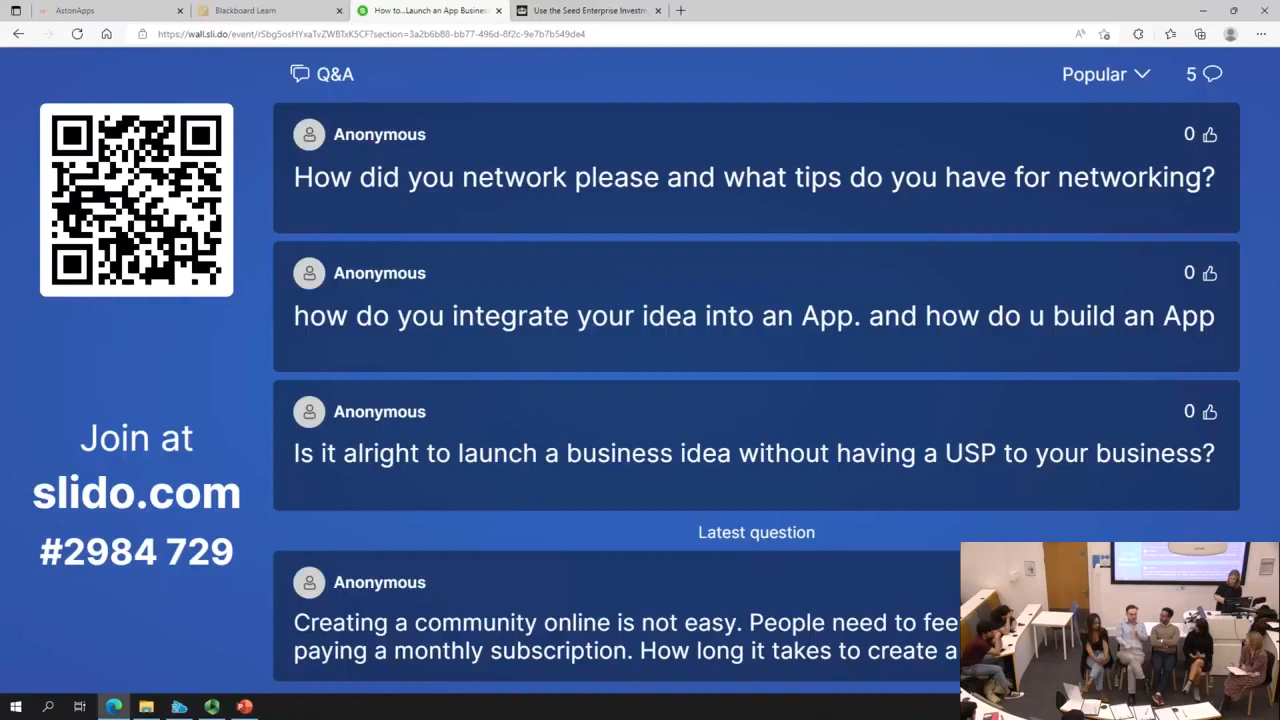 AstonApps
Blackboard Learn
How to...Launch an App Busines
Use the Seed Enterprise Investm
https://wall.sli.do/event/rSbg5osHYxaTvZWBTxK5CF?section=3a2b6b88-bb77-496d-8f2c-9e7b7b549de4
Q&A
Popular
5
Anonymous
0
How did you network please and what tips do you have for networking?
Anonymous
0
how do you integrate your idea into an App. and how do u build an App
Anonymous
0
Is it alright to launch a business idea without having a USP to your business?
Join at
slido.com
#2984 729
Latest question
Anonymous
Creating a community online is not easy. People need to fee
paying a monthly subscription. How long it takes to create a